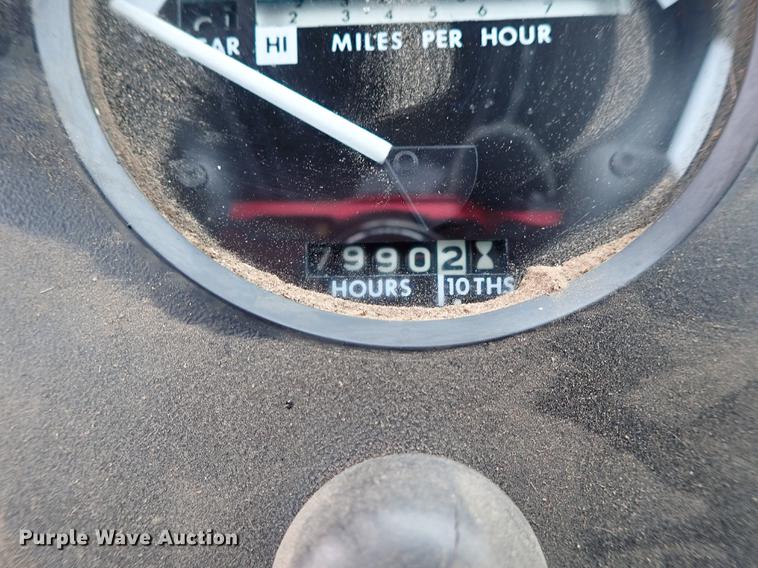 2 3 4 5 6 7
HI MILES PER HOUR
79902
HOURS 10THS
Purple Wave Auction